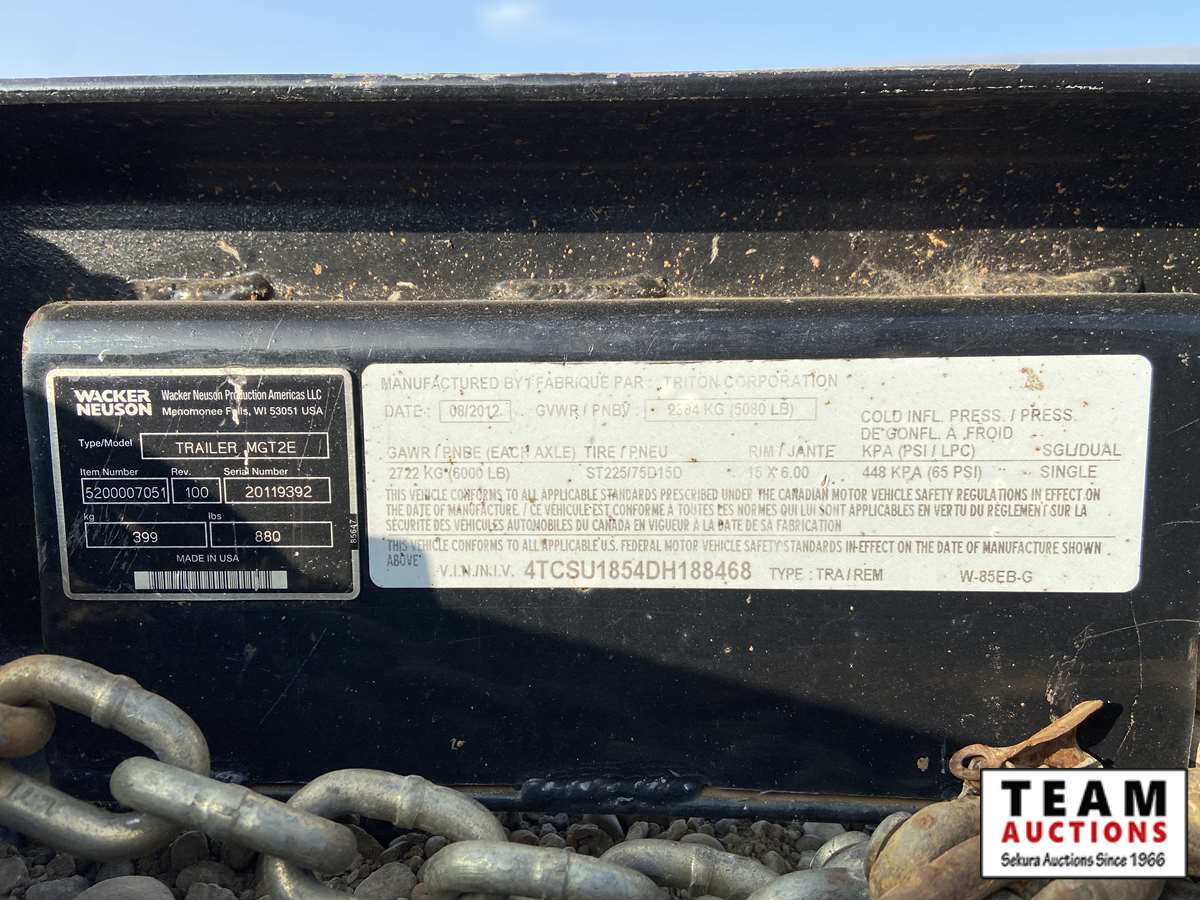 WACKER
NEUSON
Wacker Neuson Production Americas LLC
Menomonee Falls, WI 53051 USA
Type/Model
TRAILER MGT2E
Item Number Rev. Serial Number
5200007051 100 20119392
kg lbs
399 880
MADE IN USA
85647
MANUFACTURED BY / FABRIQUE PAR : TRITON CORPORATION
DATE : 08/2012 GVWR / PNBV : 2304 KG (5080 LB)
COLD INFL. PRESS. / PRESS.
DE GONFL. A FROID
GAWR / PNBE (EACH AXLE) TIRE / PNEU RIM / JANTE KPA (PSI / LPC) SGL/DUAL
2722 KG (6000 LB) ST225/75D15D 15 X 6.00 448 KPA (65 PSI) SINGLE
THIS VEHICLE CONFORMS TO ALL APPLICABLE STANDARDS PRESCRIBED UNDER THE CANADIAN MOTOR VEHICLE SAFETY REGULATIONS IN EFFECT ON
THE DATE OF MANUFACTURE. / CE VÉHICULE EST CONFORME À TOUTES LES NORMES QUI LUI SONT APPLICABLES EN VERTU DU RÈGLEMENT SUR LA
SÉCURITÉ DES VÉHICULES AUTOMOBILES DU CANADA EN VIGUEUR À LA DATE DE SA FABRICATION
THIS VEHICLE CONFORMS TO ALL APPLICABLE U.S. FEDERAL MOTOR VEHICLE SAFETY STANDARDS IN EFFECT ON THE DATE OF MANUFACTURE SHOWN
ABOVE
V.I.N./N.I.V. 4TCSU1854DH188468 TYPE : TRA / REM W-85EB-G
TEAM
AUCTIONS
Sekura Auctions Since 1966